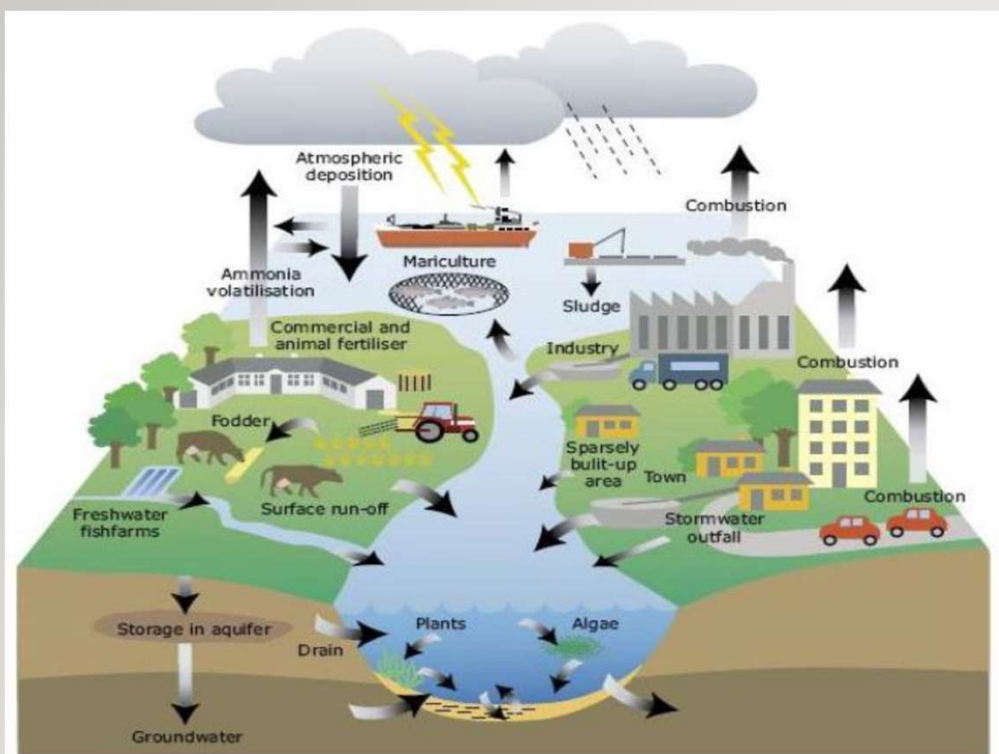 Atmospheric
deposition
Combustion
Mariculture
Ammonia
volatilisation
Sludge
Commercial and
animal fertiliser
Industry
Combustion
Fodder
Sparsely
bulit-up
area
Town
Combustion
Surface run-off
Freshwater
fishfarms
Stormwater
outfall
Storage in aquifer
Plants
Algae
Drain
Groundwater